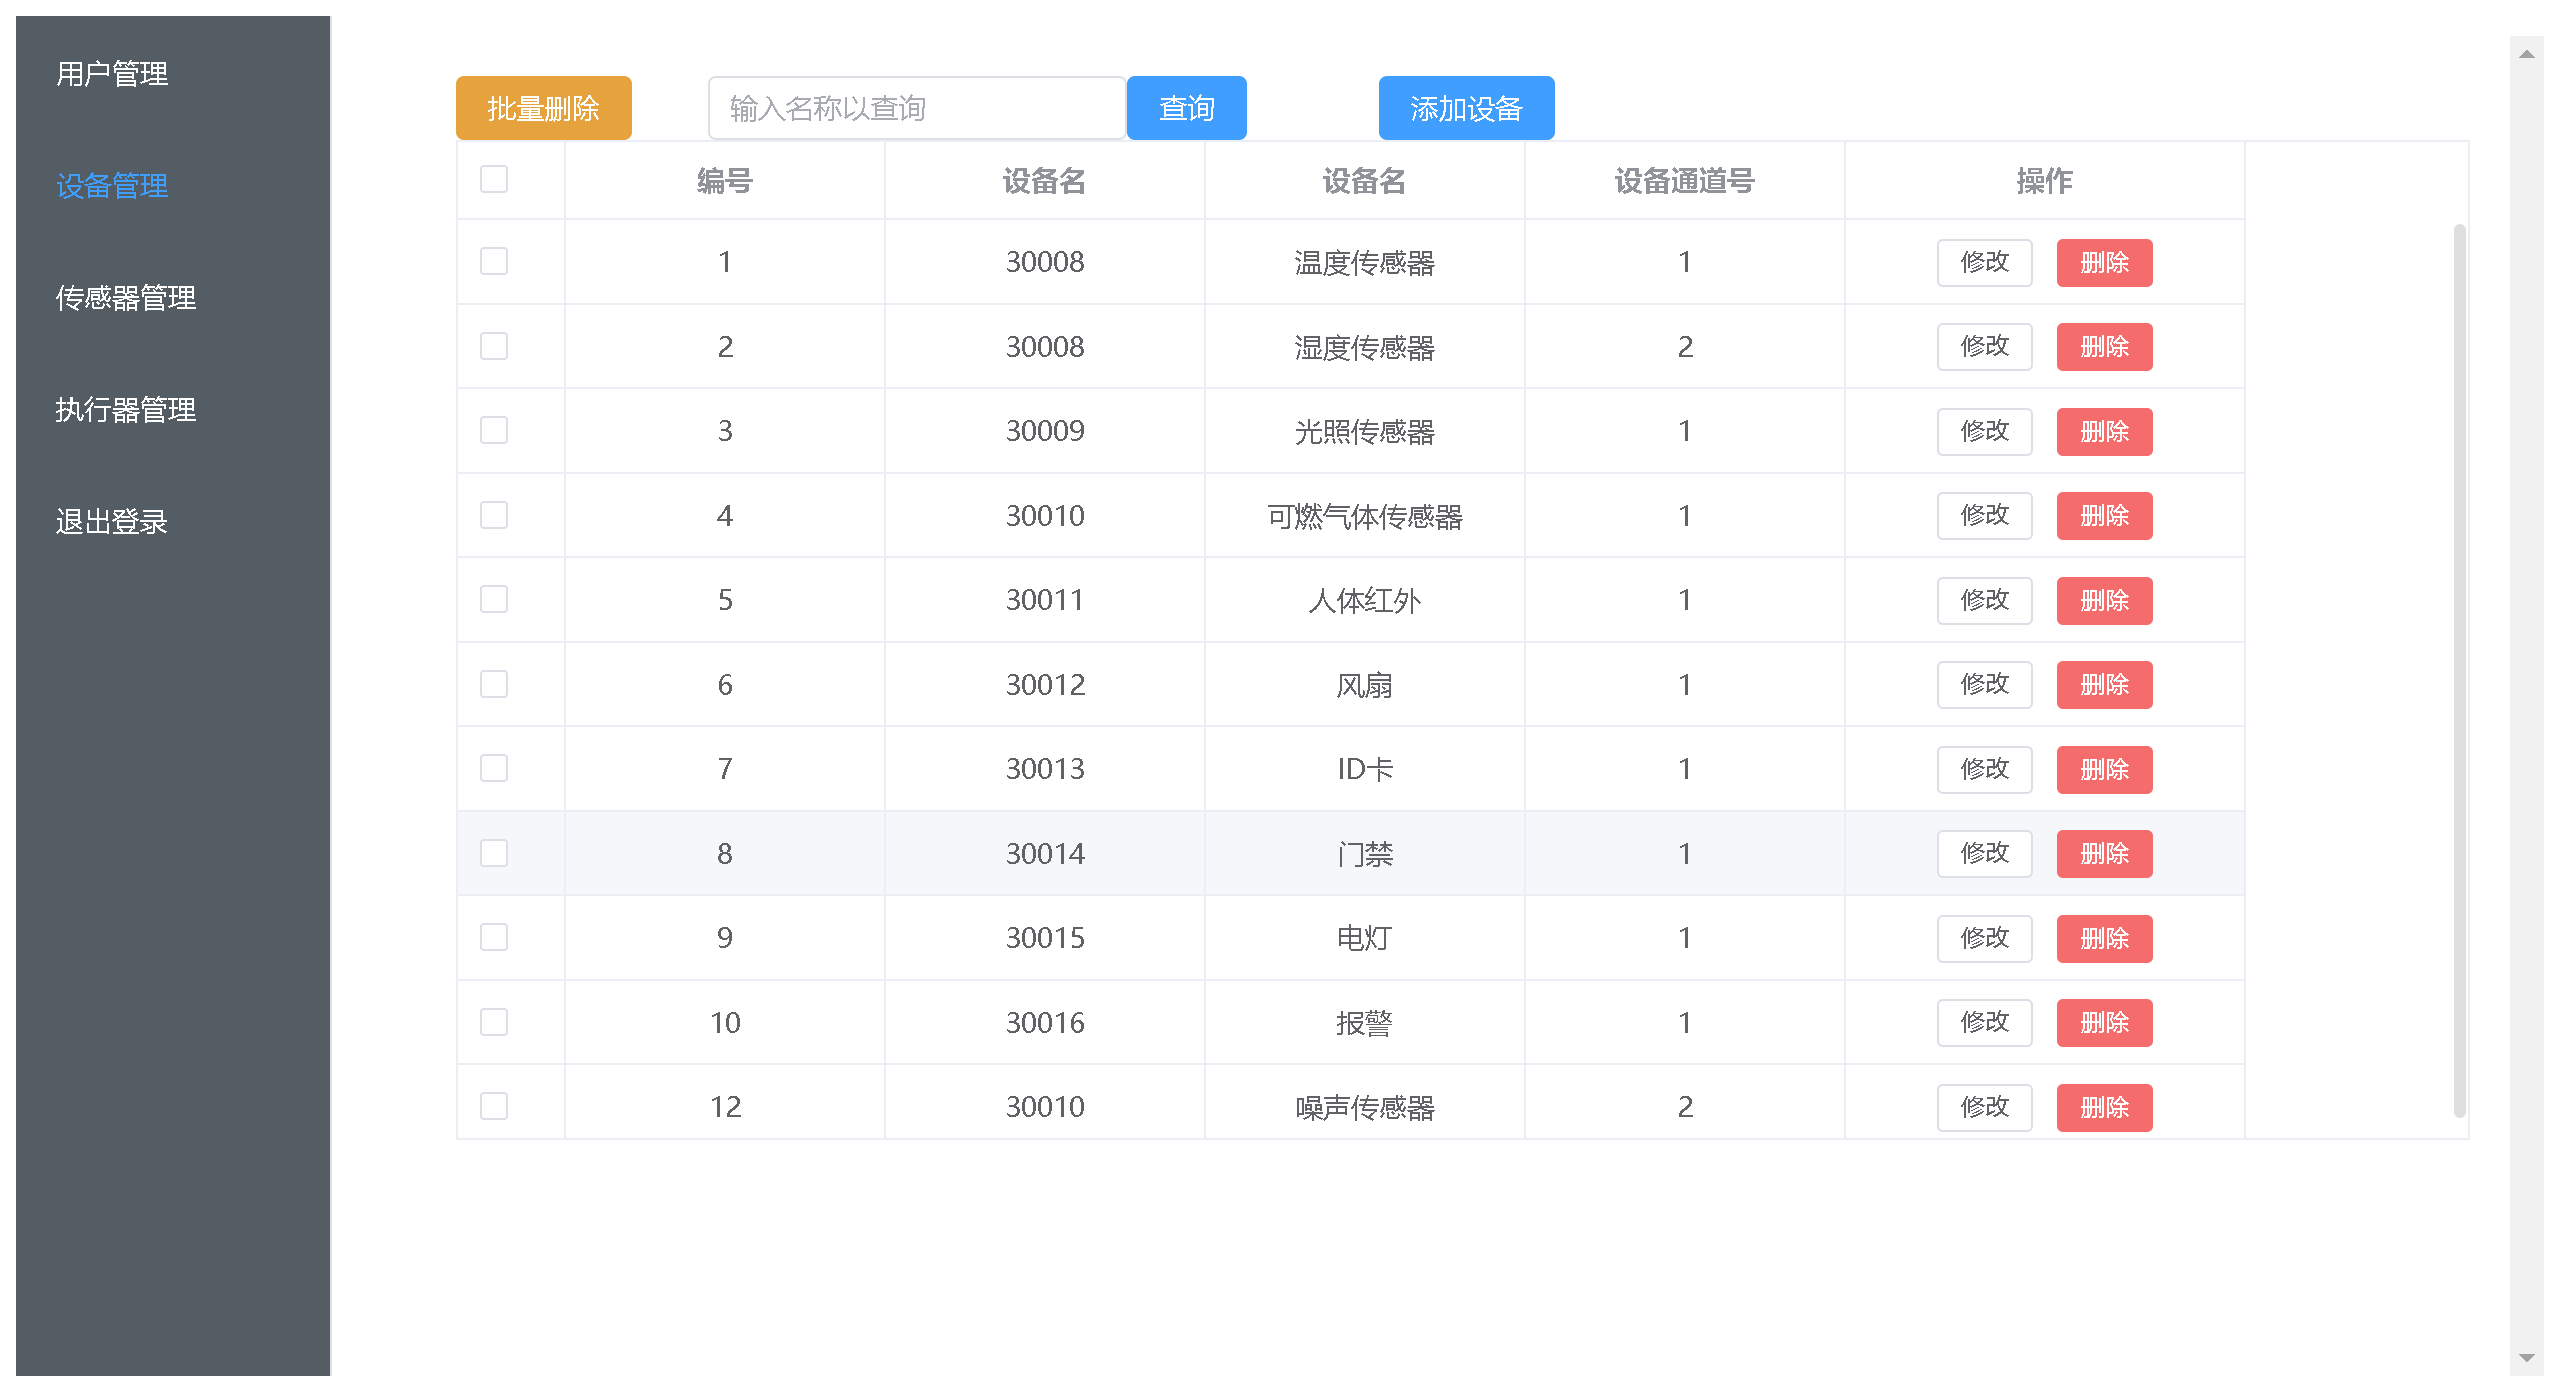 用户管理
设备管理
传感器管理
执行器管理
退出登录
批量删除 输入名称以查询 查询 添加设备
编号 设备名 设备名 设备通道号 操作
1 30008 温度传感器 1 修改 删除
2 30008 湿度传感器 2 修改 删除
3 30009 光照传感器 1 修改 删除
4 30010 可燃气体传感器 1 修改 删除
5 30011 人体红外 1 修改 删除
6 30012 风扇 1 修改 删除
7 30013 ID卡 1 修改 删除
8 30014 门禁 1 修改 删除
9 30015 电灯 1 修改 删除
10 30016 报警 1 修改 删除
12 30010 噪声传感器 2 修改 删除